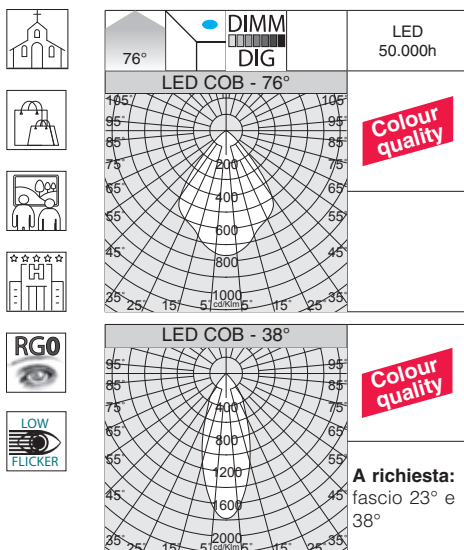 76°
DIMM
DIG
LED
50.000h
LED COB - 76°
105° 105°
95° 95°
85° 85°
75° 75°
65° 65°
55° 55°
45° 45°
35° 25° 15° 5° cd/Klm 5° 15° 25° 35°
200
400
600
800
1000
Colour
quality
RG0
LOW
FLICKER
LED COB - 38°
95° 95°
85° 85°
75° 75°
65° 65°
55° 55°
45° 45°
35° 25° 15° 5° cd/Klm 5° 15° 25° 35°
400
800
1200
1600
2000
Colour
quality
A richiesta:
fascio 23° e
38°